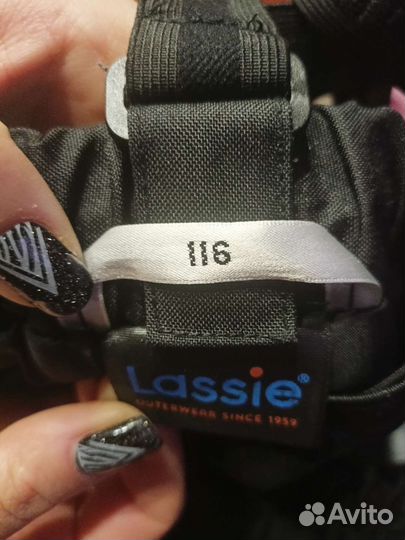 116
Lassie®
OUTERWEAR SINCE 1959
Avito